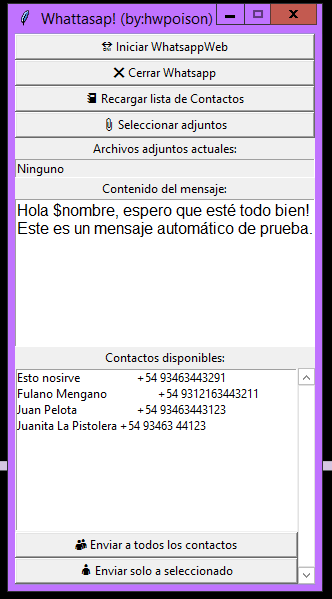 Whattasap! (by:hwpoison)
Iniciar WhatsappWeb
Cerrar Whatsapp
Recargar lista de Contactos
Seleccionar adjuntos
Archivos adjuntos actuales:
Ninguno
Contenido del mensaje:
Hola $nombre, espero que esté todo bien!
Este es un mensaje automático de prueba.
Contactos disponibles:
Esto nosirve +54 93463443291
Fulano Mengano +54 9312163443211
Juan Pelota +54 93463443123
Juanita La Pistolera +54 93463 44123
Enviar a todos los contactos
Enviar solo a seleccionado